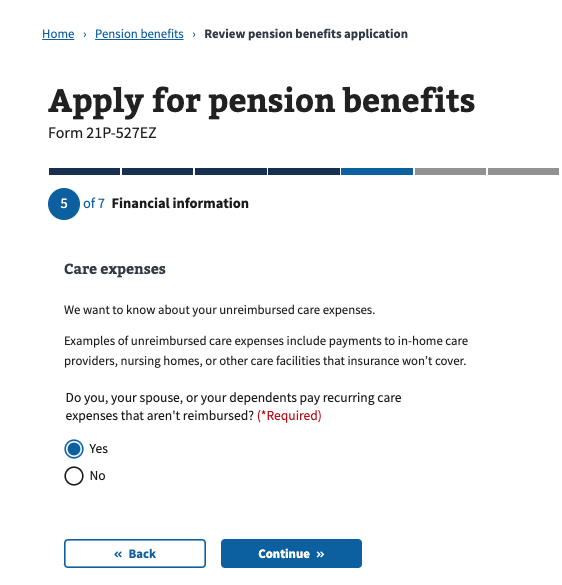 Home › Pension benefits › Review pension benefits application
Apply for pension benefits
Form 21P-527EZ
5 of 7 Financial information
Care expenses
We want to know about your unreimbursed care expenses.
Examples of unreimbursed care expenses include payments to in-home care
providers, nursing homes, or other care facilities that insurance won't cover.
Do you, your spouse, or your dependents pay recurring care
expenses that aren't reimbursed? (*Required)
Yes
No
« Back Continue »